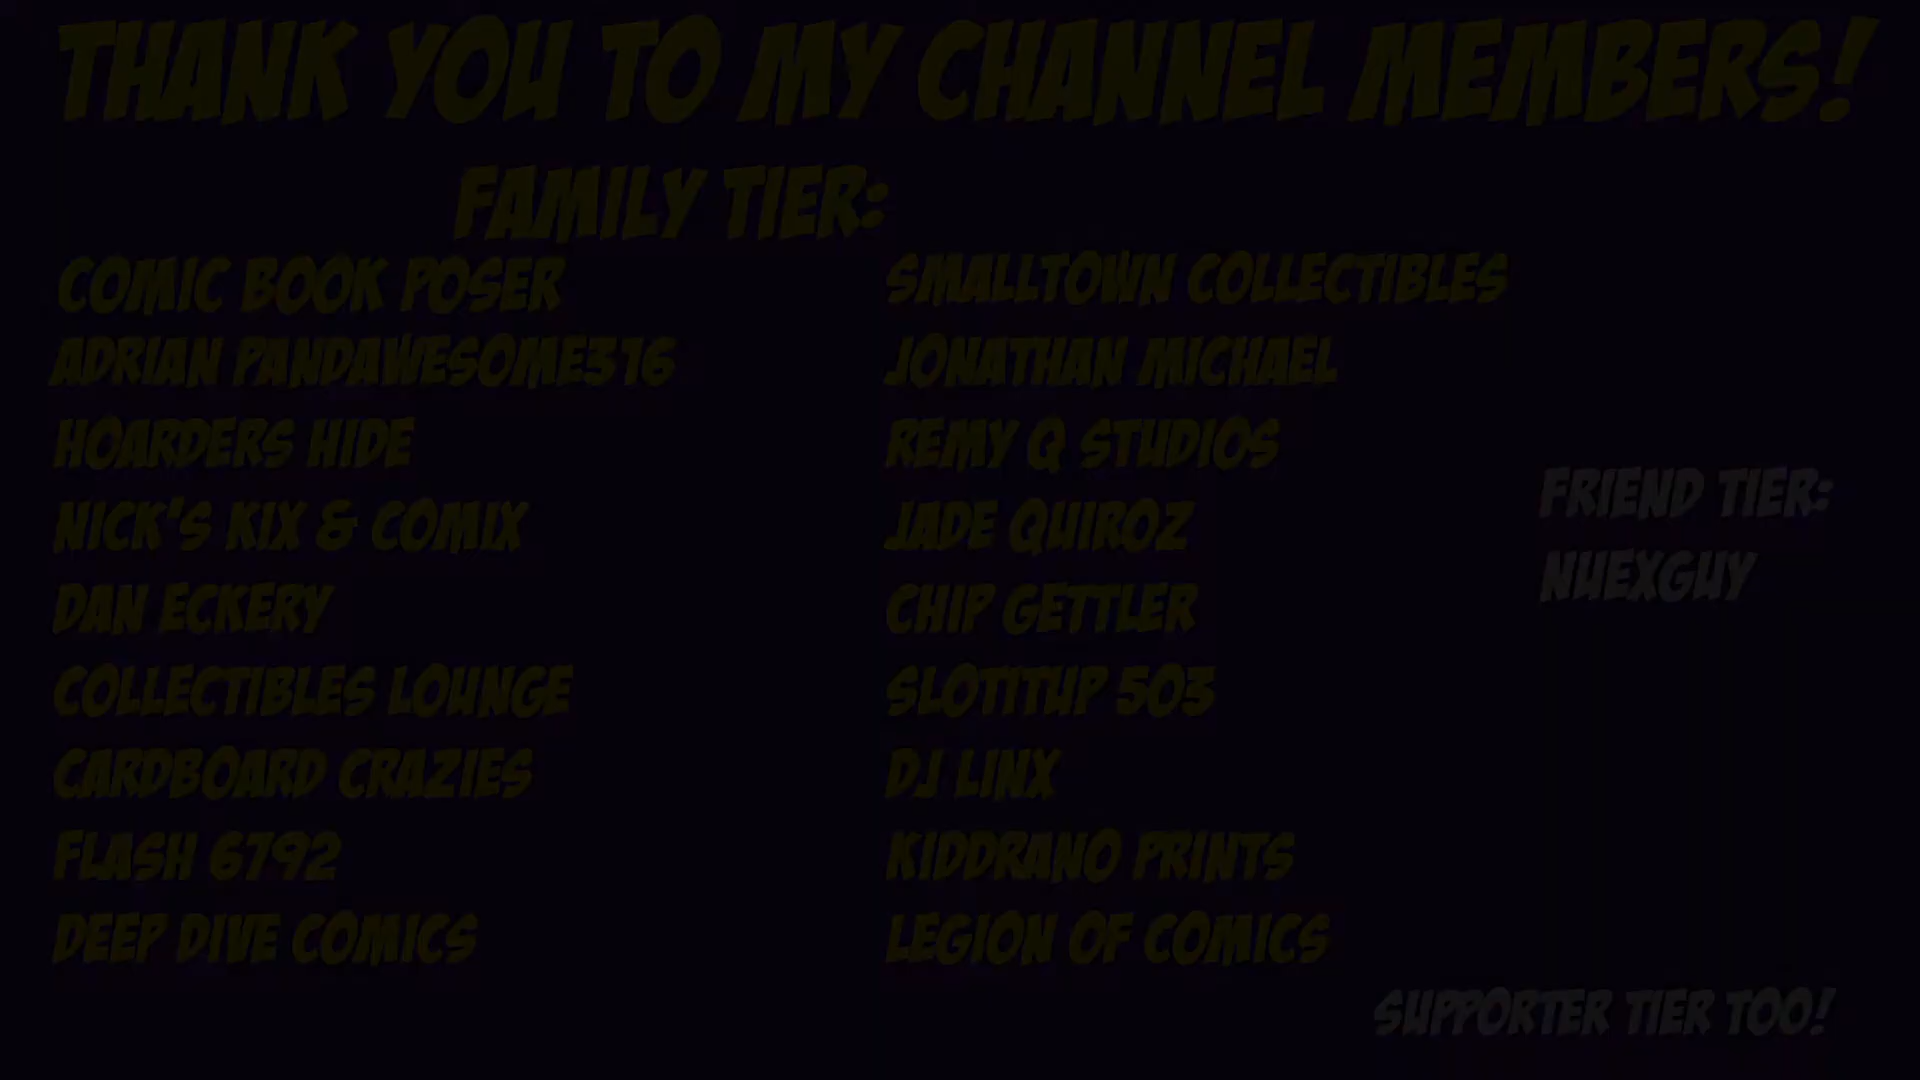 THANK YOU TO MY CHANNEL MEMBERS!
FAMILY TIER:
COMIC BOOK POSER
ADRIAN PANDAWESOME316
HOARDERS HIDE
NICK'S KIX & COMIX
DAN ECKERY
COLLECTIBLES LOUNGE
CARDBOARD CRAZIES
FLASH 6792
DEEP DIVE COMICS
SMALLTOWN COLLECTIBLES
JONATHAN MICHAEL
REMY Q STUDIOS
JADE QUIROZ
CHIP GETTLER
SLOTITUP 503
DJ LINX
KIDDRANO PRINTS
LEGION OF COMICS
FRIEND TIER:
NUEXGUY
SUPPORTER TIER TOO!